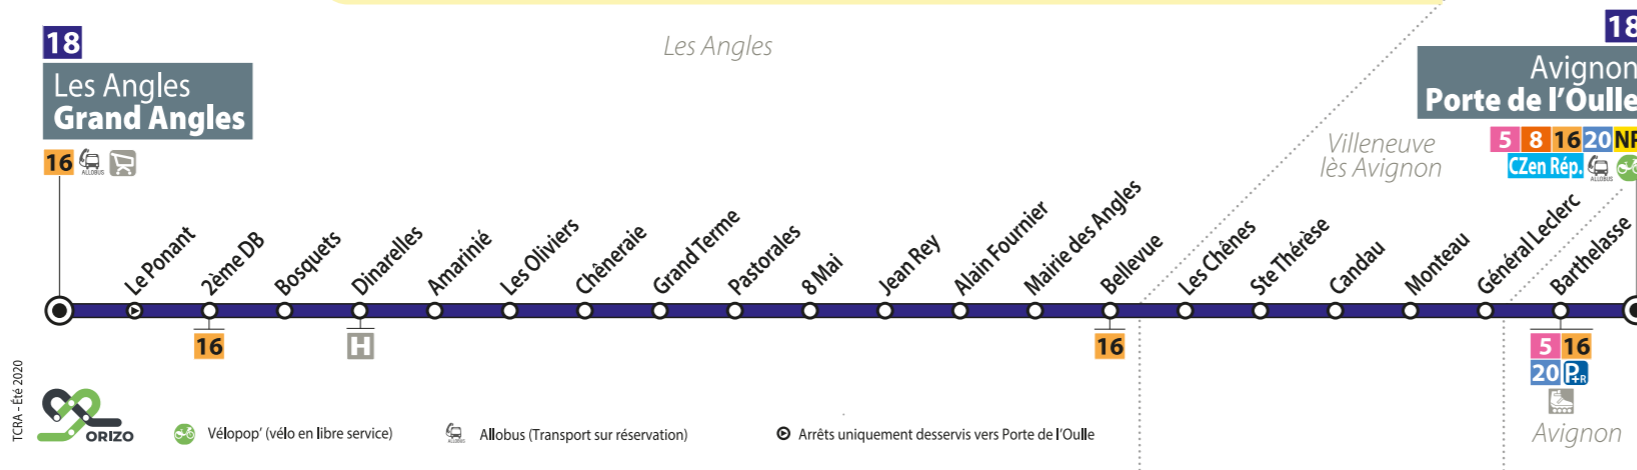 18
Les Angles
Grand Angles
16
ALLOBUS
Les Angles
18
Avignon
Porte de l'Oulle
5 8 16 20
CZen Rép.
ALLOBUS
Villeneuve
lès Avignon
Le Ponant
2ème DB
Bosquets
Dinarelles
Amarinié
Les Oliviers
Chêneraie
Grand Terme
Pastorales
8 Mai
Jean Rey
Alain Fournier
Mairie des Angles
Bellevue
Les Chênes
Ste Thérèse
Candau
Monteau
Général Leclerc
Barthelasse
16
H
16
5 16
20 P+R
Avignon
TCRA - Été 2020
ORIZO
Vélopop' (vélo en libre service)
ALLOBUS
Allobus (Transport sur réservation)
Arrêts uniquement desservis vers Porte de l'Oulle